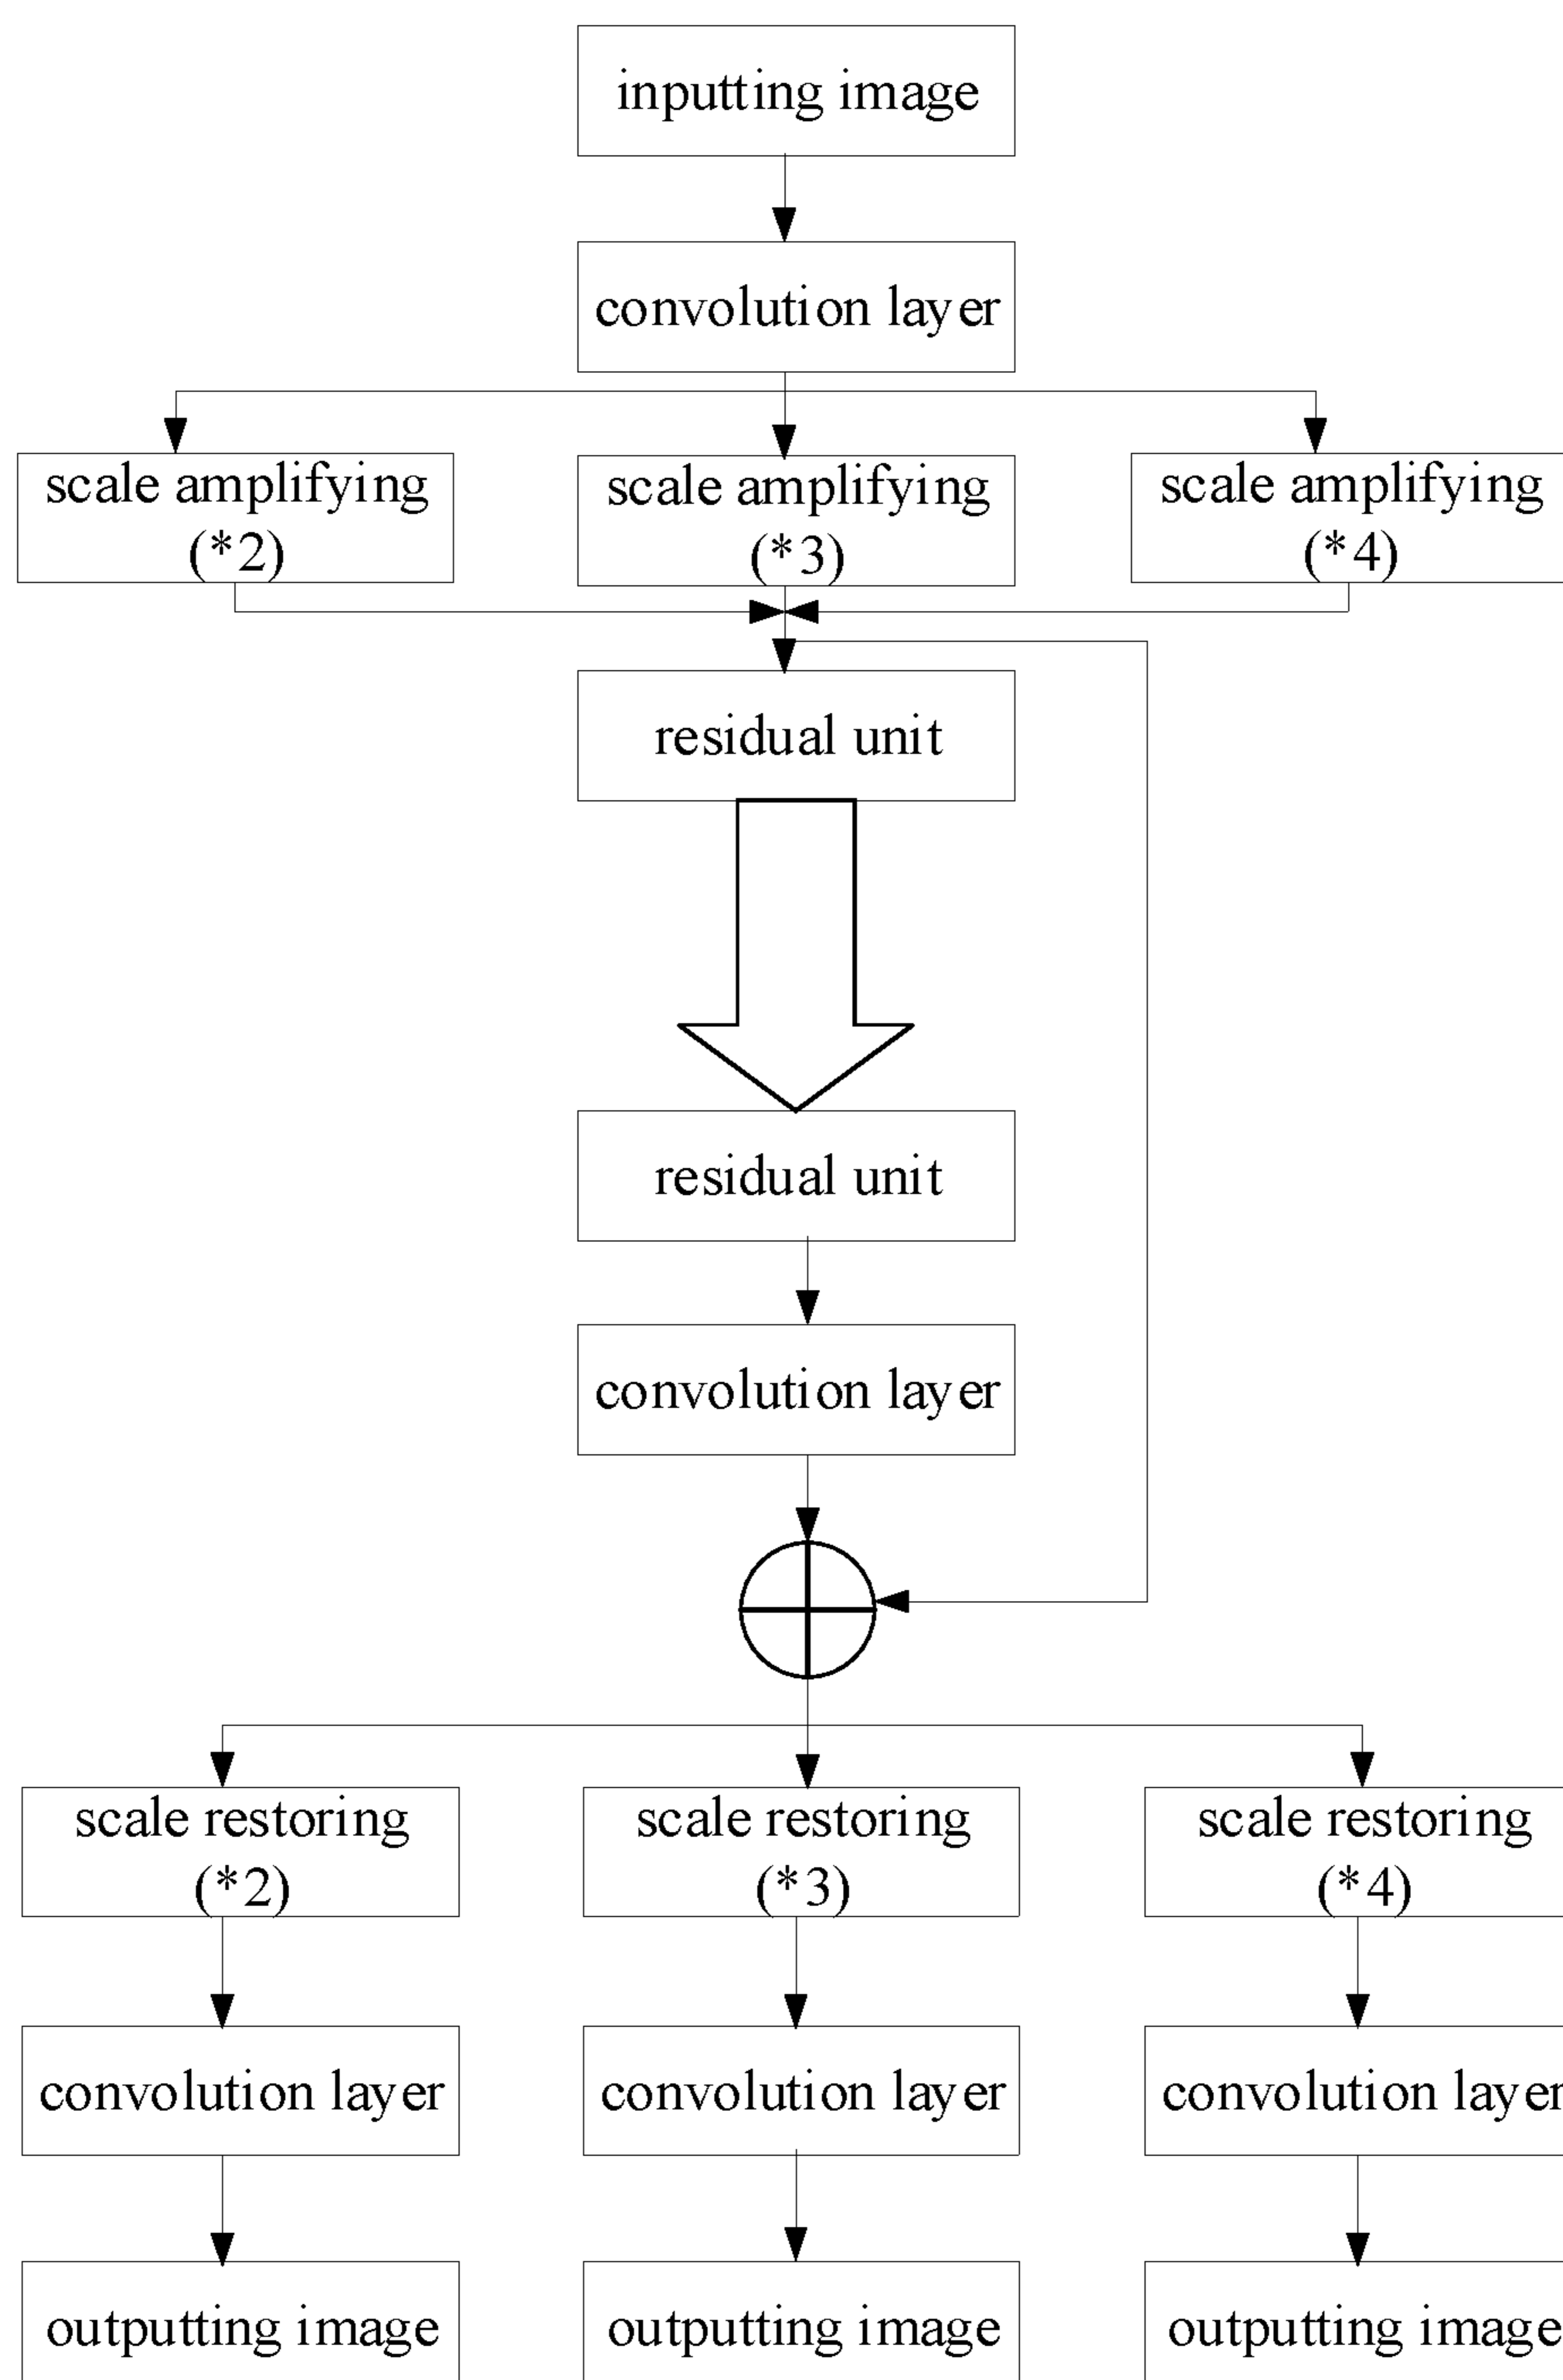 inputting image
convolution layer
scale amplifying
(*2)
scale amplifying
(*3)
scale amplifying
(*4)
residual unit
residual unit
convolution layer
scale restoring
(*2)
scale restoring
(*3)
scale restoring
(*4)
convolution layer
convolution layer
convolution layer
outputting image
outputting image
outputting image